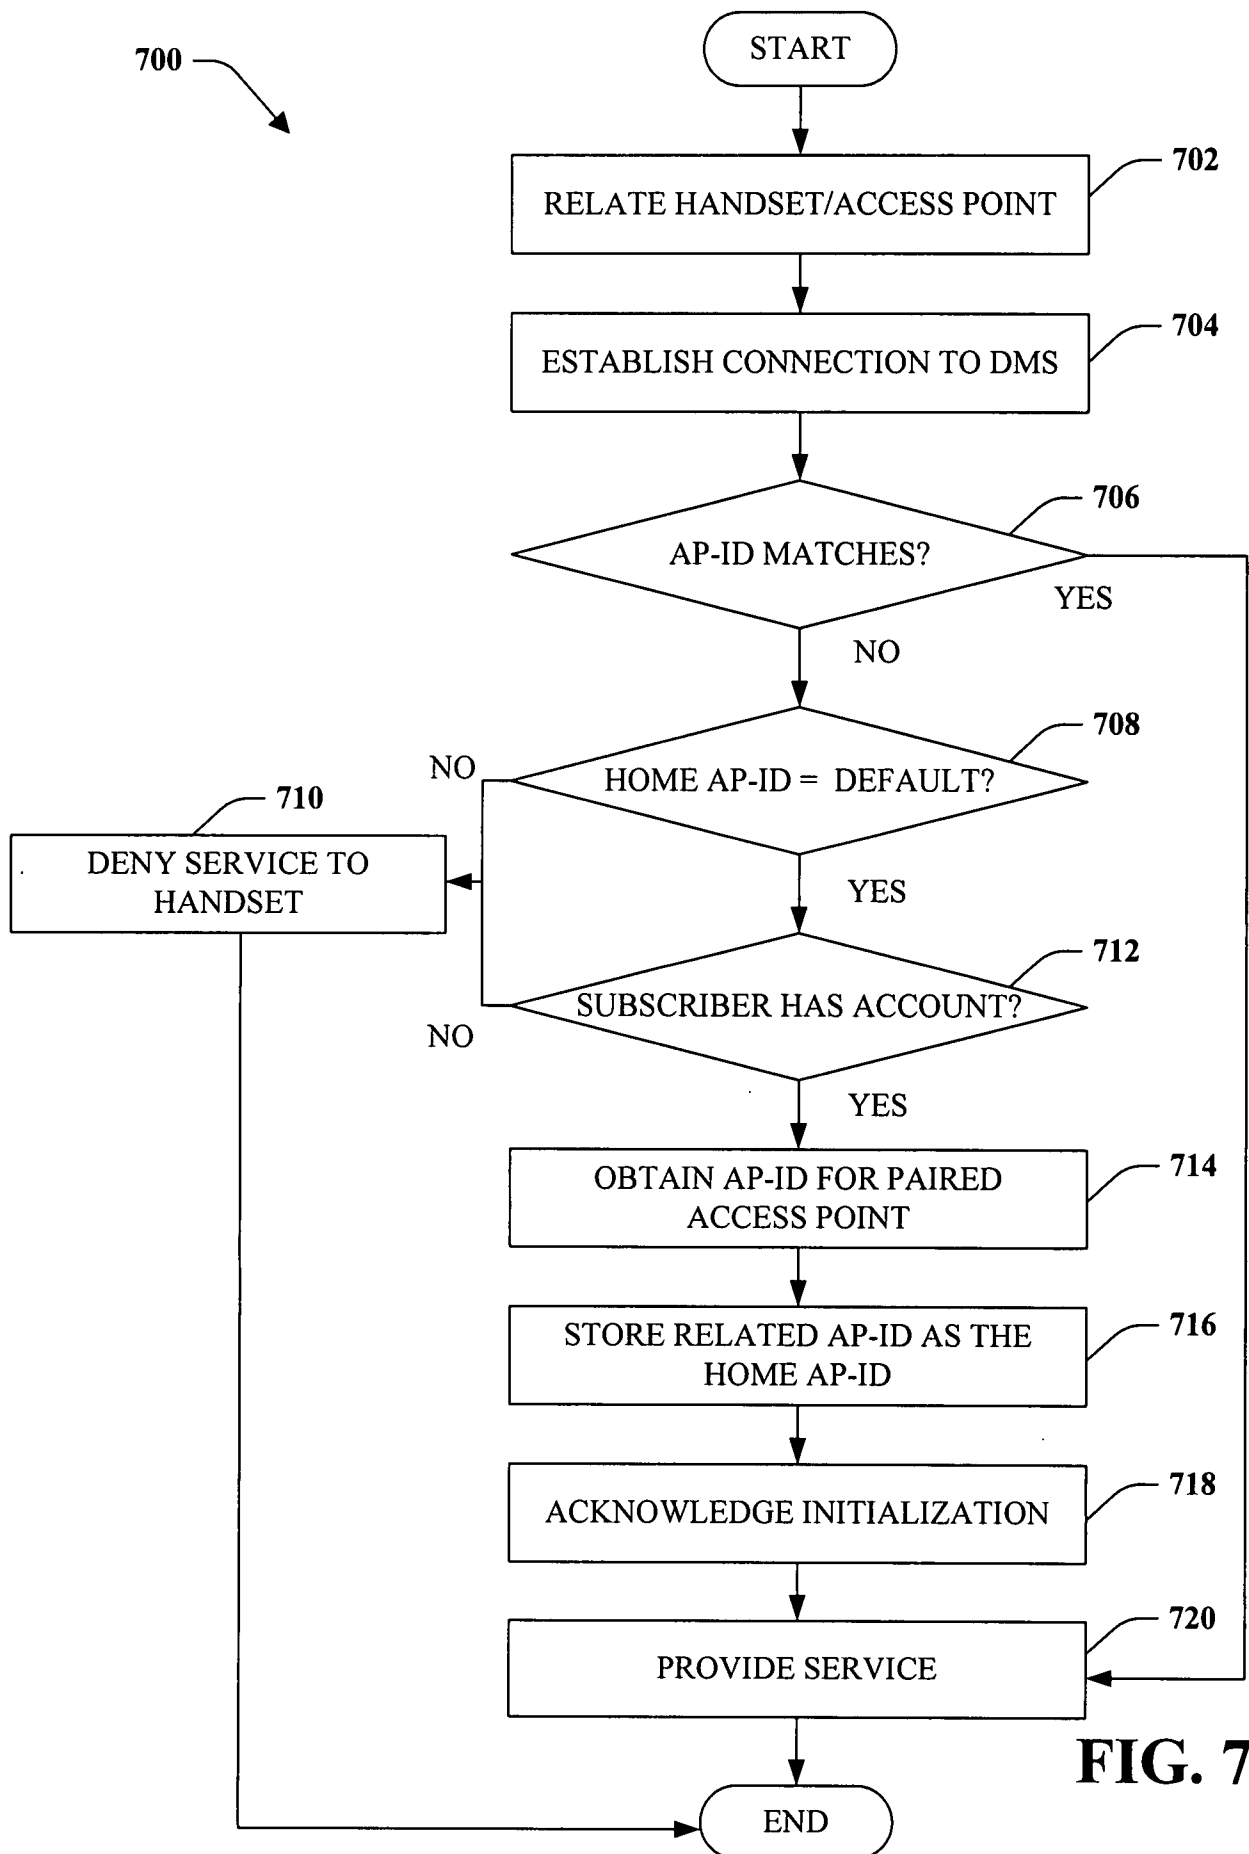 START
700
702
RELATE HANDSET/ACCESS POINT
704
ESTABLISH CONNECTION TO DMS
706
AP-ID MATCHES?
YES
NO
708
HOME AP-ID = DEFAULT?
NO
710
DENY SERVICE TO
HANDSET
YES
712
SUBSCRIBER HAS ACCOUNT?
NO
YES
714
OBTAIN AP-ID FOR PAIRED
ACCESS POINT
716
STORE RELATED AP-ID AS THE
HOME AP-ID
718
ACKNOWLEDGE INITIALIZATION
720
PROVIDE SERVICE
FIG. 7
END